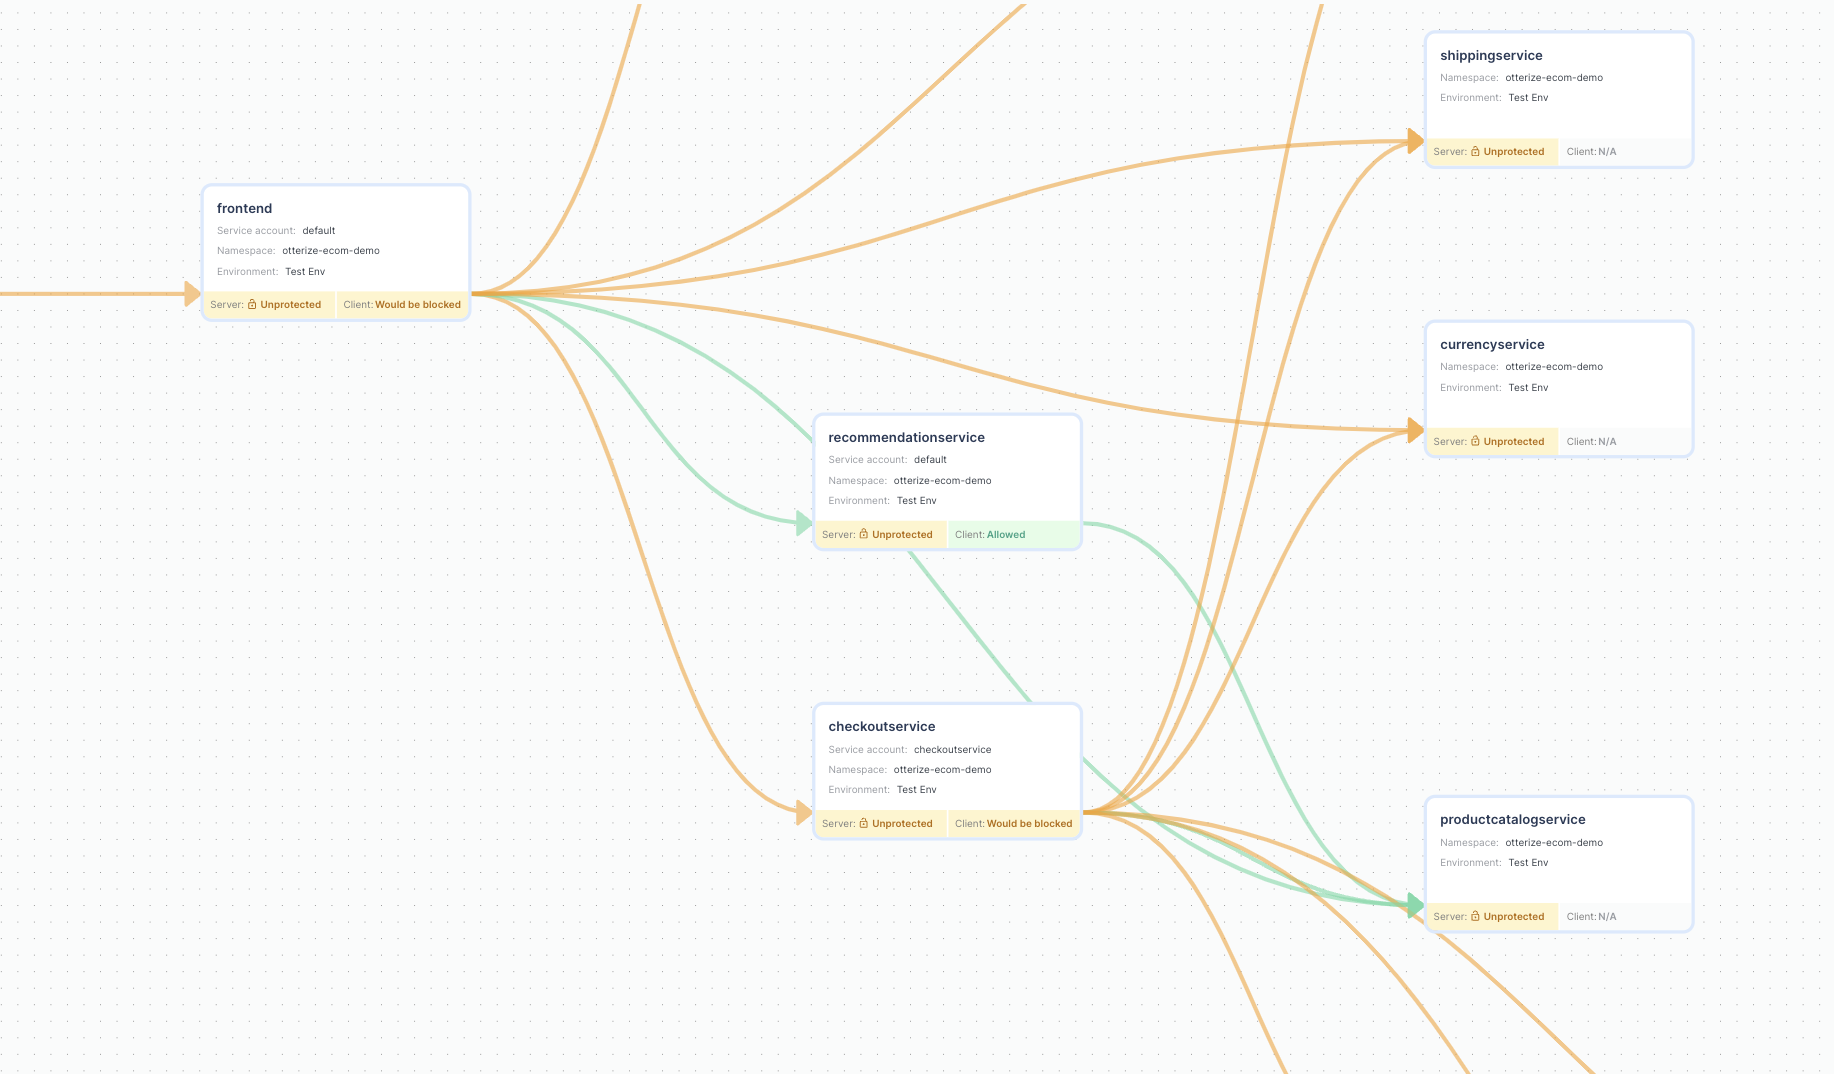 shippingservice
Namespace: otterize-ecom-demo
Environment: Test Env
Server: Unprotected Client: N/A
frontend
Service account: default
Namespace: otterize-ecom-demo
Environment: Test Env
Server: Unprotected Client: Would be blocked
currencyservice
Namespace: otterize-ecom-demo
Environment: Test Env
Server: Unprotected Client: N/A
recommendationservice
Service account: default
Namespace: otterize-ecom-demo
Environment: Test Env
Server: Unprotected Client: Allowed
checkoutservice
Service account: checkoutservice
Namespace: otterize-ecom-demo
Environment: Test Env
Server: Unprotected Client: Would be blocked
productcatalogservice
Namespace: otterize-ecom-demo
Environment: Test Env
Server: Unprotected Client: N/A